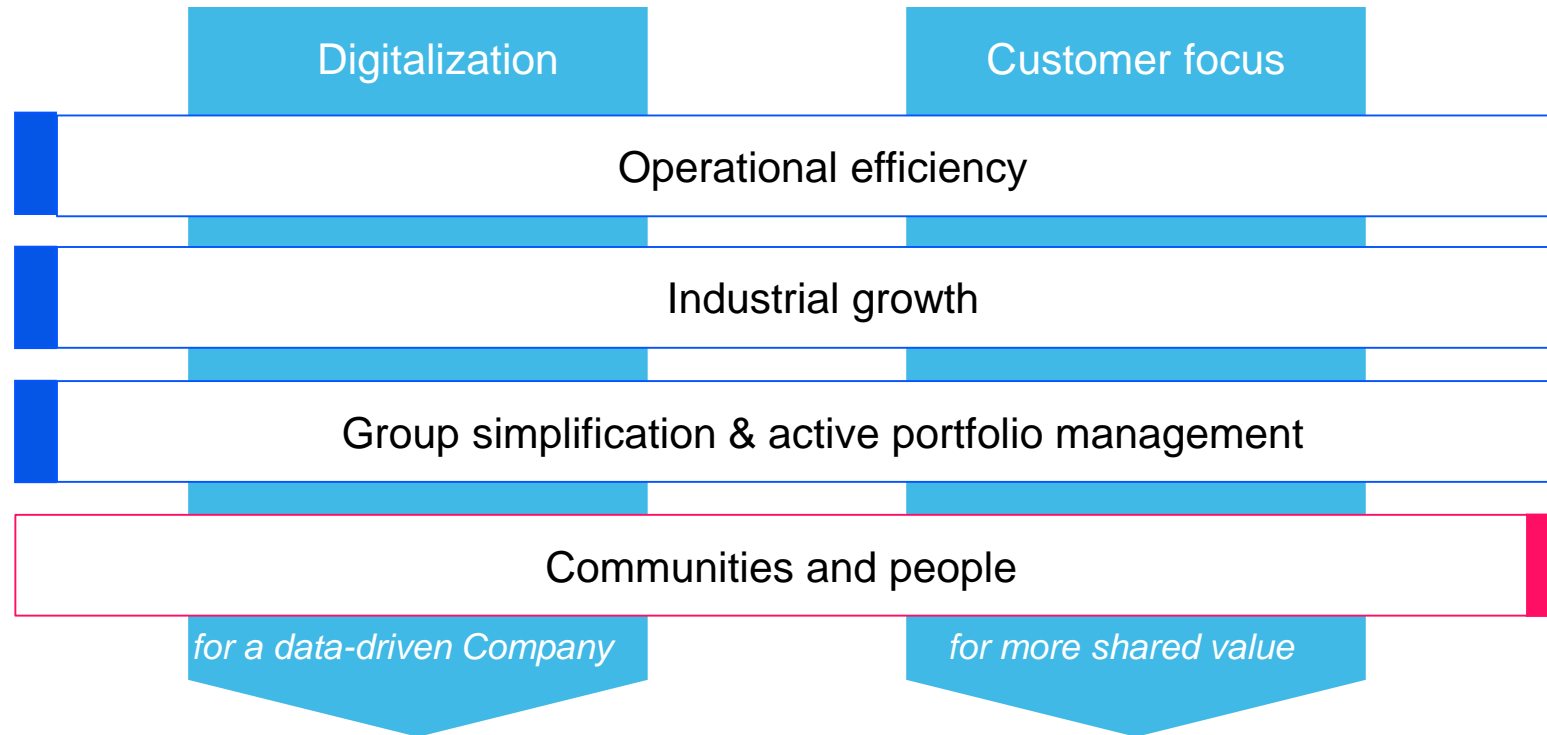 Digitalization
Customer focus
Operational efficiency
Industrial growth
Group simplification & active portfolio management
Communities and people
for a data-driven Company
for more shared value